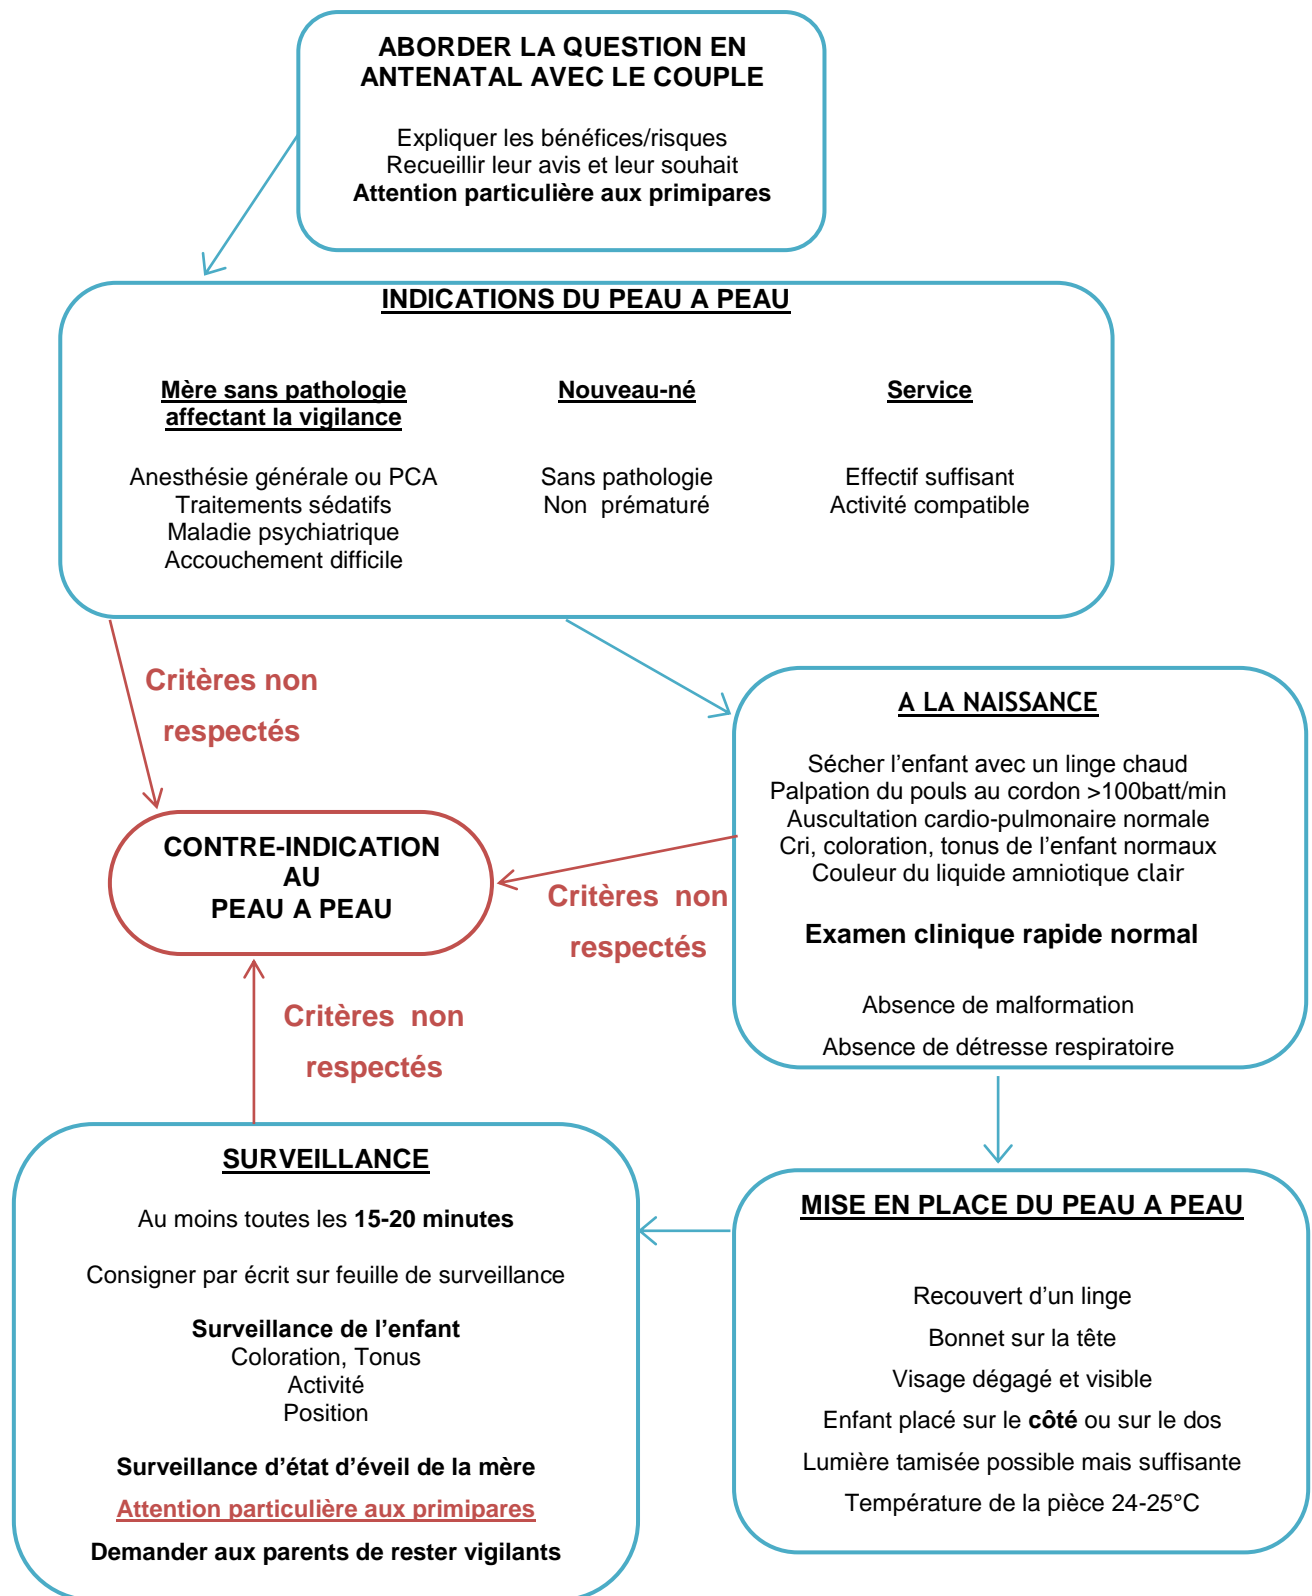 ABORDER LA QUESTION EN
ANTENATAL AVEC LE COUPLE
Expliquer les bénéfices/risques
Recueillir leur avis et leur souhait
Attention particulière aux primipares
INDICATIONS DU PEAU A PEAU
Mère sans pathologie
affectant la vigilance
Anesthésie générale ou PCA
Traitements sédatifs
Maladie psychiatrique
Accouchement difficile
Nouveau-né
Sans pathologie
Non prématuré
Service
Effectif suffisant
Activité compatible
Critères non
respectés
A LA NAISSANCE
Sécher l’enfant avec un linge chaud
Palpation du pouls au cordon >100batt/min
Auscultation cardio-pulmonaire normale
Cri, coloration, tonus de l’enfant normaux
Couleur du liquide amniotique clair
Examen clinique rapide normal
Absence de malformation
Absence de détresse respiratoire
CONTRE-INDICATION
AU
PEAU A PEAU
Critères non
respectés
Critères non
respectés
SURVEILLANCE
Au moins toutes les 15-20 minutes
Consigner par écrit sur feuille de surveillance
Surveillance de l’enfant
Coloration, Tonus
Activité
Position
Surveillance d’état d’éveil de la mère
Attention particulière aux primipares
Demander aux parents de rester vigilants
MISE EN PLACE DU PEAU A PEAU
Recouvert d’un linge
Bonnet sur la tête
Visage dégagé et visible
Enfant placé sur le côté ou sur le dos
Lumière tamisée possible mais suffisante
Température de la pièce 24-25°C